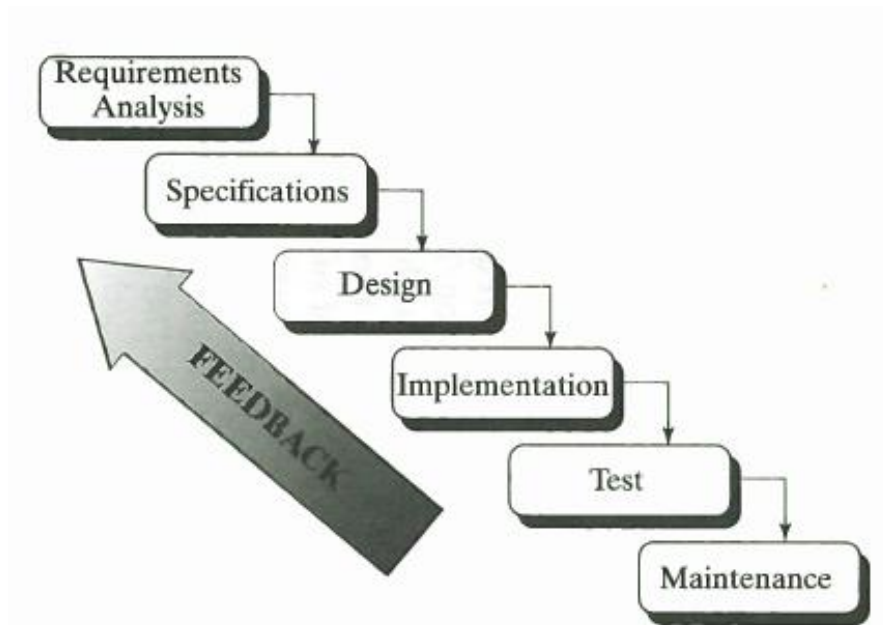 Requirements
Analysis
Specifications
Design
Implementation
Test
Maintenance
FEEDBACK